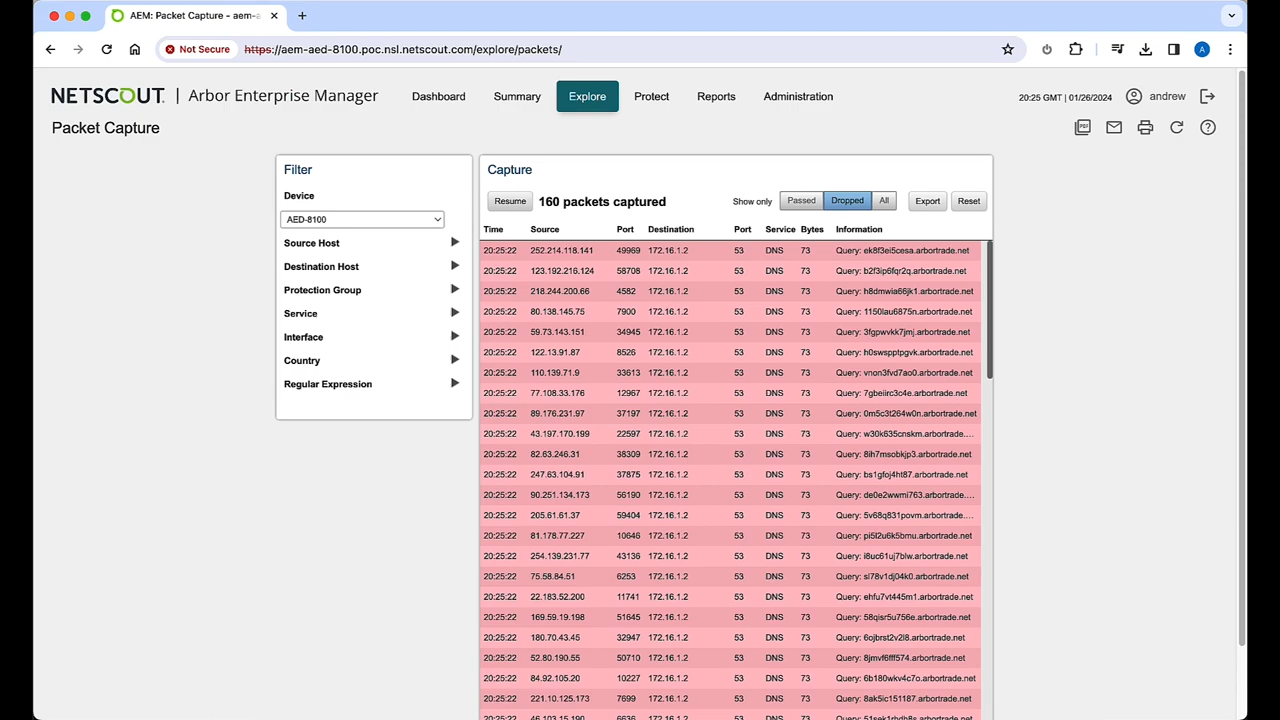 AEM: Packet Capture - aem-a
Not Secure https://aem-aed-8100.poc.nsl.netscout.com/explore/packets/ A
NETSCOUT. | Arbor Enterprise Manager Dashboard Summary Explore Protect Reports Administration 20:25 GMT | 01/26/2024 andrew
Packet Capture PDF
Filter
Device
AED-8100
Source Host
Destination Host
Protection Group
Service
Interface
Country
Regular Expression
Capture
Resume 160 packets captured Show only Passed Dropped All Export Reset
Time Source Port Destination Port Service Bytes Information
20:25:22 252.214.118.141 49969 172.16.1.2 53 DNS 73 Query: ek8f3ei5cesa.arbortrade.net
20:25:22 123.192.216.124 58708 172.16.1.2 53 DNS 73 Query: b2f3ip6fqr2q.arbortrade.net
20:25:22 218.244.200.66 4582 172.16.1.2 53 DNS 73 Query: h8dmwia66jk1.arbortrade.net
20:25:22 80.138.145.75 7900 172.16.1.2 53 DNS 73 Query: 1150lau6875n.arbortrade.net
20:25:22 59.73.143.151 34945 172.16.1.2 53 DNS 73 Query: 3fgpwvkk7jmj.arbortrade.net
20:25:22 122.13.91.87 8526 172.16.1.2 53 DNS 73 Query: h0swspptpgvk.arbortrade.net
20:25:22 110.139.71.9 33613 172.16.1.2 53 DNS 73 Query: vnon3fvd7ao0.arbortrade.net
20:25:22 77.108.33.176 12967 172.16.1.2 53 DNS 73 Query: 7gbeiirc3c4e.arbortrade.net
20:25:22 89.176.231.97 37197 172.16.1.2 53 DNS 73 Query: 0m5c3t264w0n.arbortrade.net
20:25:22 43.197.170.199 22597 172.16.1.2 53 DNS 73 Query: w30k635cnskm.arbortrade....
20:25:22 82.63.246.31 38309 172.16.1.2 53 DNS 73 Query: 8ih7msobkjp3.arbortrade.net
20:25:22 247.63.104.91 37875 172.16.1.2 53 DNS 73 Query: bs1gfoj4ht87.arbortrade.net
20:25:22 90.251.134.173 56190 172.16.1.2 53 DNS 73 Query: de0e2wwmi763.arbortrade....
20:25:22 205.61.61.37 59404 172.16.1.2 53 DNS 73 Query: 5v68q831povm.arbortrade....
20:25:22 81.178.77.227 10646 172.16.1.2 53 DNS 73 Query: pi5l2u6k5bmu.arbortrade.net
20:25:22 254.139.231.77 43136 172.16.1.2 53 DNS 73 Query: i8uc61uj7blw.arbortrade.net
20:25:22 75.58.84.51 6253 172.16.1.2 53 DNS 73 Query: sl78v1dj04k0.arbortrade.net
20:25:22 22.183.52.200 11741 172.16.1.2 53 DNS 73 Query: ehfu7vt445m1.arbortrade.net
20:25:22 169.59.19.198 51645 172.16.1.2 53 DNS 73 Query: 58qisr5u756e.arbortrade.net
20:25:22 180.70.43.45 32947 172.16.1.2 53 DNS 73 Query: 6ojbrst2v2l8.arbortrade.net
20:25:22 52.80.190.55 50710 172.16.1.2 53 DNS 73 Query: 8jmvf6fff574.arbortrade.net
20:25:22 84.92.105.20 10227 172.16.1.2 53 DNS 73 Query: 6b180wkv4c7o.arbortrade.net
20:25:22 221.10.125.173 7699 172.16.1.2 53 DNS 73 Query: 8ak5ic151187.arbortrade.net
20:25:22 46.103.15.190 6636 172.16.1.2 53 DNS 73 Query: 51sek1rhdh8s.arbortrade.net